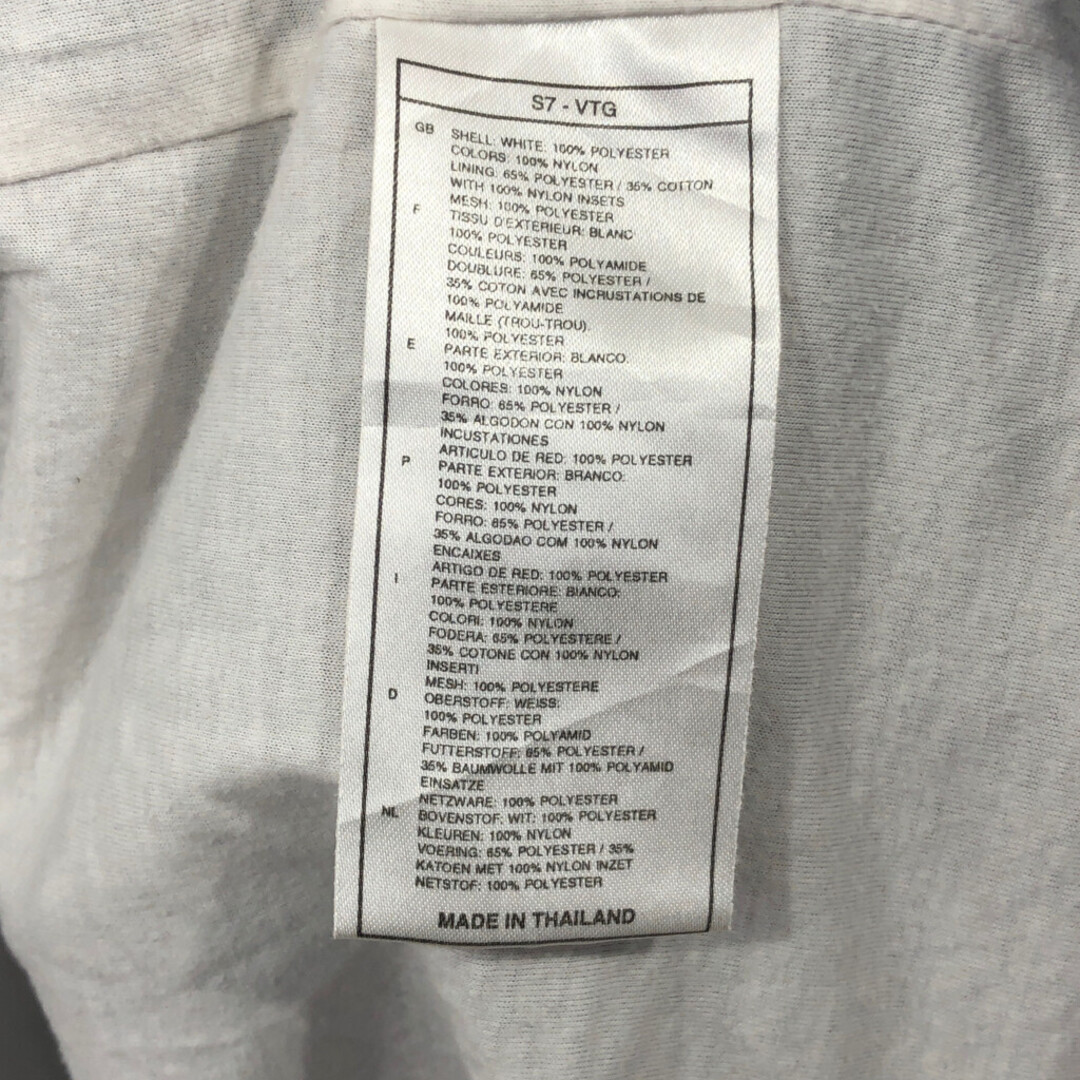 S7 - VTG
GB SHELL: WHITE: 100% POLYESTER
COLORS: 100% NYLON
LINING: 65% POLYESTER / 35% COTTON
WITH 100% NYLON INSETS
MESH: 100% POLYESTER
F TISSU D'EXTERIEUR: BLANC
100% POLYESTER
COULEURS: 100% POLYAMIDE
DOUBLURE: 65% POLYESTER /
35% COTON AVEC INCRUSTATIONS DE
100% POLYAMIDE
MAILLE (TROU-TROU).
100% POLYESTER
E PARTE EXTERIOR: BLANCO.
100% POLYESTER
COLORES: 100% NYLON
FORRO: 65% POLYESTER /
35% ALGODON CON 100% NYLON
INCUSTATIONES
ARTICULO DE RED: 100% POLYESTER
P PARTE EXTERIOR: BRANCO:
100% POLYESTER
CORES: 100% NYLON
FORRO: 65% POLYESTER /
35% ALGODAO COM 100% NYLON
ENCAIXES
ARTIGO DE RED: 100% POLYESTER
I PARTE ESTERIORE: BIANCO:
100% POLYESTERE
COLORI: 100% NYLON
FODERA: 65% POLYESTERE /
35% COTONE CON 100% NYLON
INSERTI
MESH: 100% POLYESTERE
D OBERSTOFF: WEISS:
100% POLYESTER
FARBEN: 100% POLYAMID
FUTTERSTOFF: 65% POLYESTER /
35% BAUMWOLLE MIT 100% POLYAMID
EINSATZE
NETZWARE: 100% POLYESTER
NL BOVENSTOF: WIT: 100% POLYESTER
KLEUREN: 100% NYLON
VOERING: 65% POLYESTER / 35%
KATOEN MET 100% NYLON INZET
NETSTOF: 100% POLYESTER
MADE IN THAILAND